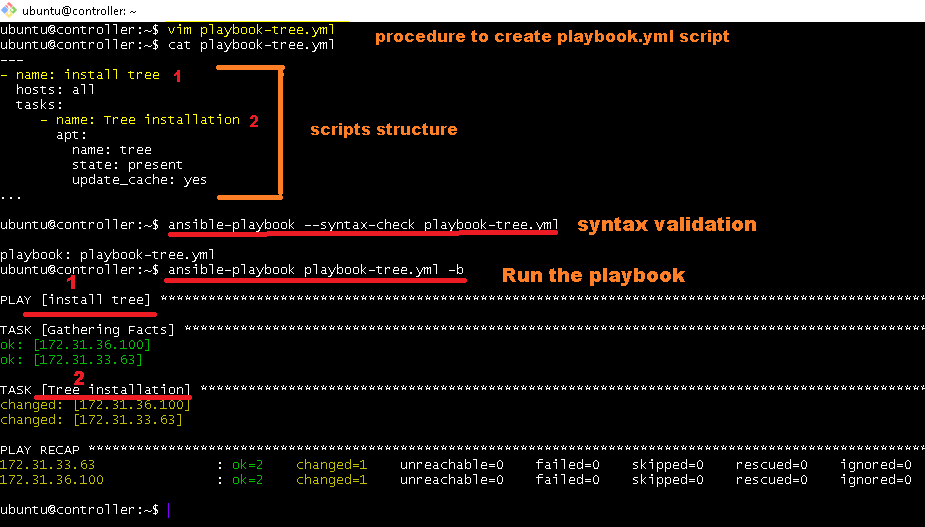 ubuntu@controller: ~
ubuntu@controller:~$ vim playbook-tree.yml procedure to create playbook.yml script
ubuntu@controller:~$ cat playbook-tree.yml
---
- name: install tree 1
  hosts: all
  tasks:
     - name: Tree installation 2
       apt: scripts structure
         name: tree
         state: present
         update_cache: yes
...
ubuntu@controller:~$ ansible-playbook --syntax-check playbook-tree.yml syntax validation
playbook: playbook-tree.yml
ubuntu@controller:~$ ansible-playbook playbook-tree.yml -b Run the playbook
1
PLAY [install tree] ************************************************************************************************
TASK [Gathering Facts] *********************************************************************************************
ok: [172.31.36.100]
ok: [172.31.33.63]
2
TASK [Tree installation] *******************************************************************************************
changed: [172.31.36.100]
changed: [172.31.33.63]
PLAY RECAP *********************************************************************************************************
172.31.33.63               : ok=2    changed=1    unreachable=0    failed=0    skipped=0    rescued=0    ignored=0
172.31.36.100              : ok=2    changed=1    unreachable=0    failed=0    skipped=0    rescued=0    ignored=0
ubuntu@controller:~$